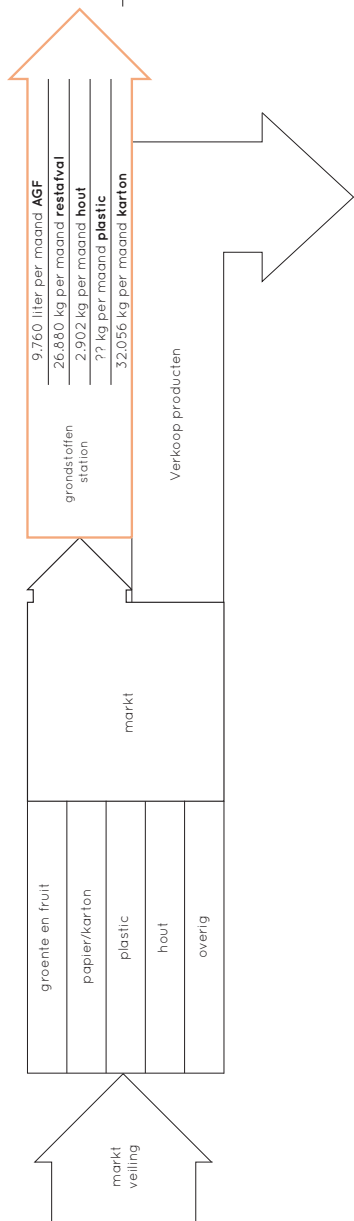 9.760 liter per maand AGF
26.880 kg per maand restafval
2.902 kg per maand hout
?? kg per maand plastic
32.056 kg per maand karton
grondstoffen
station
Verkoop producten
markt
groente en fruit
papier/karton
plastic
hout
overig
markt
veiling